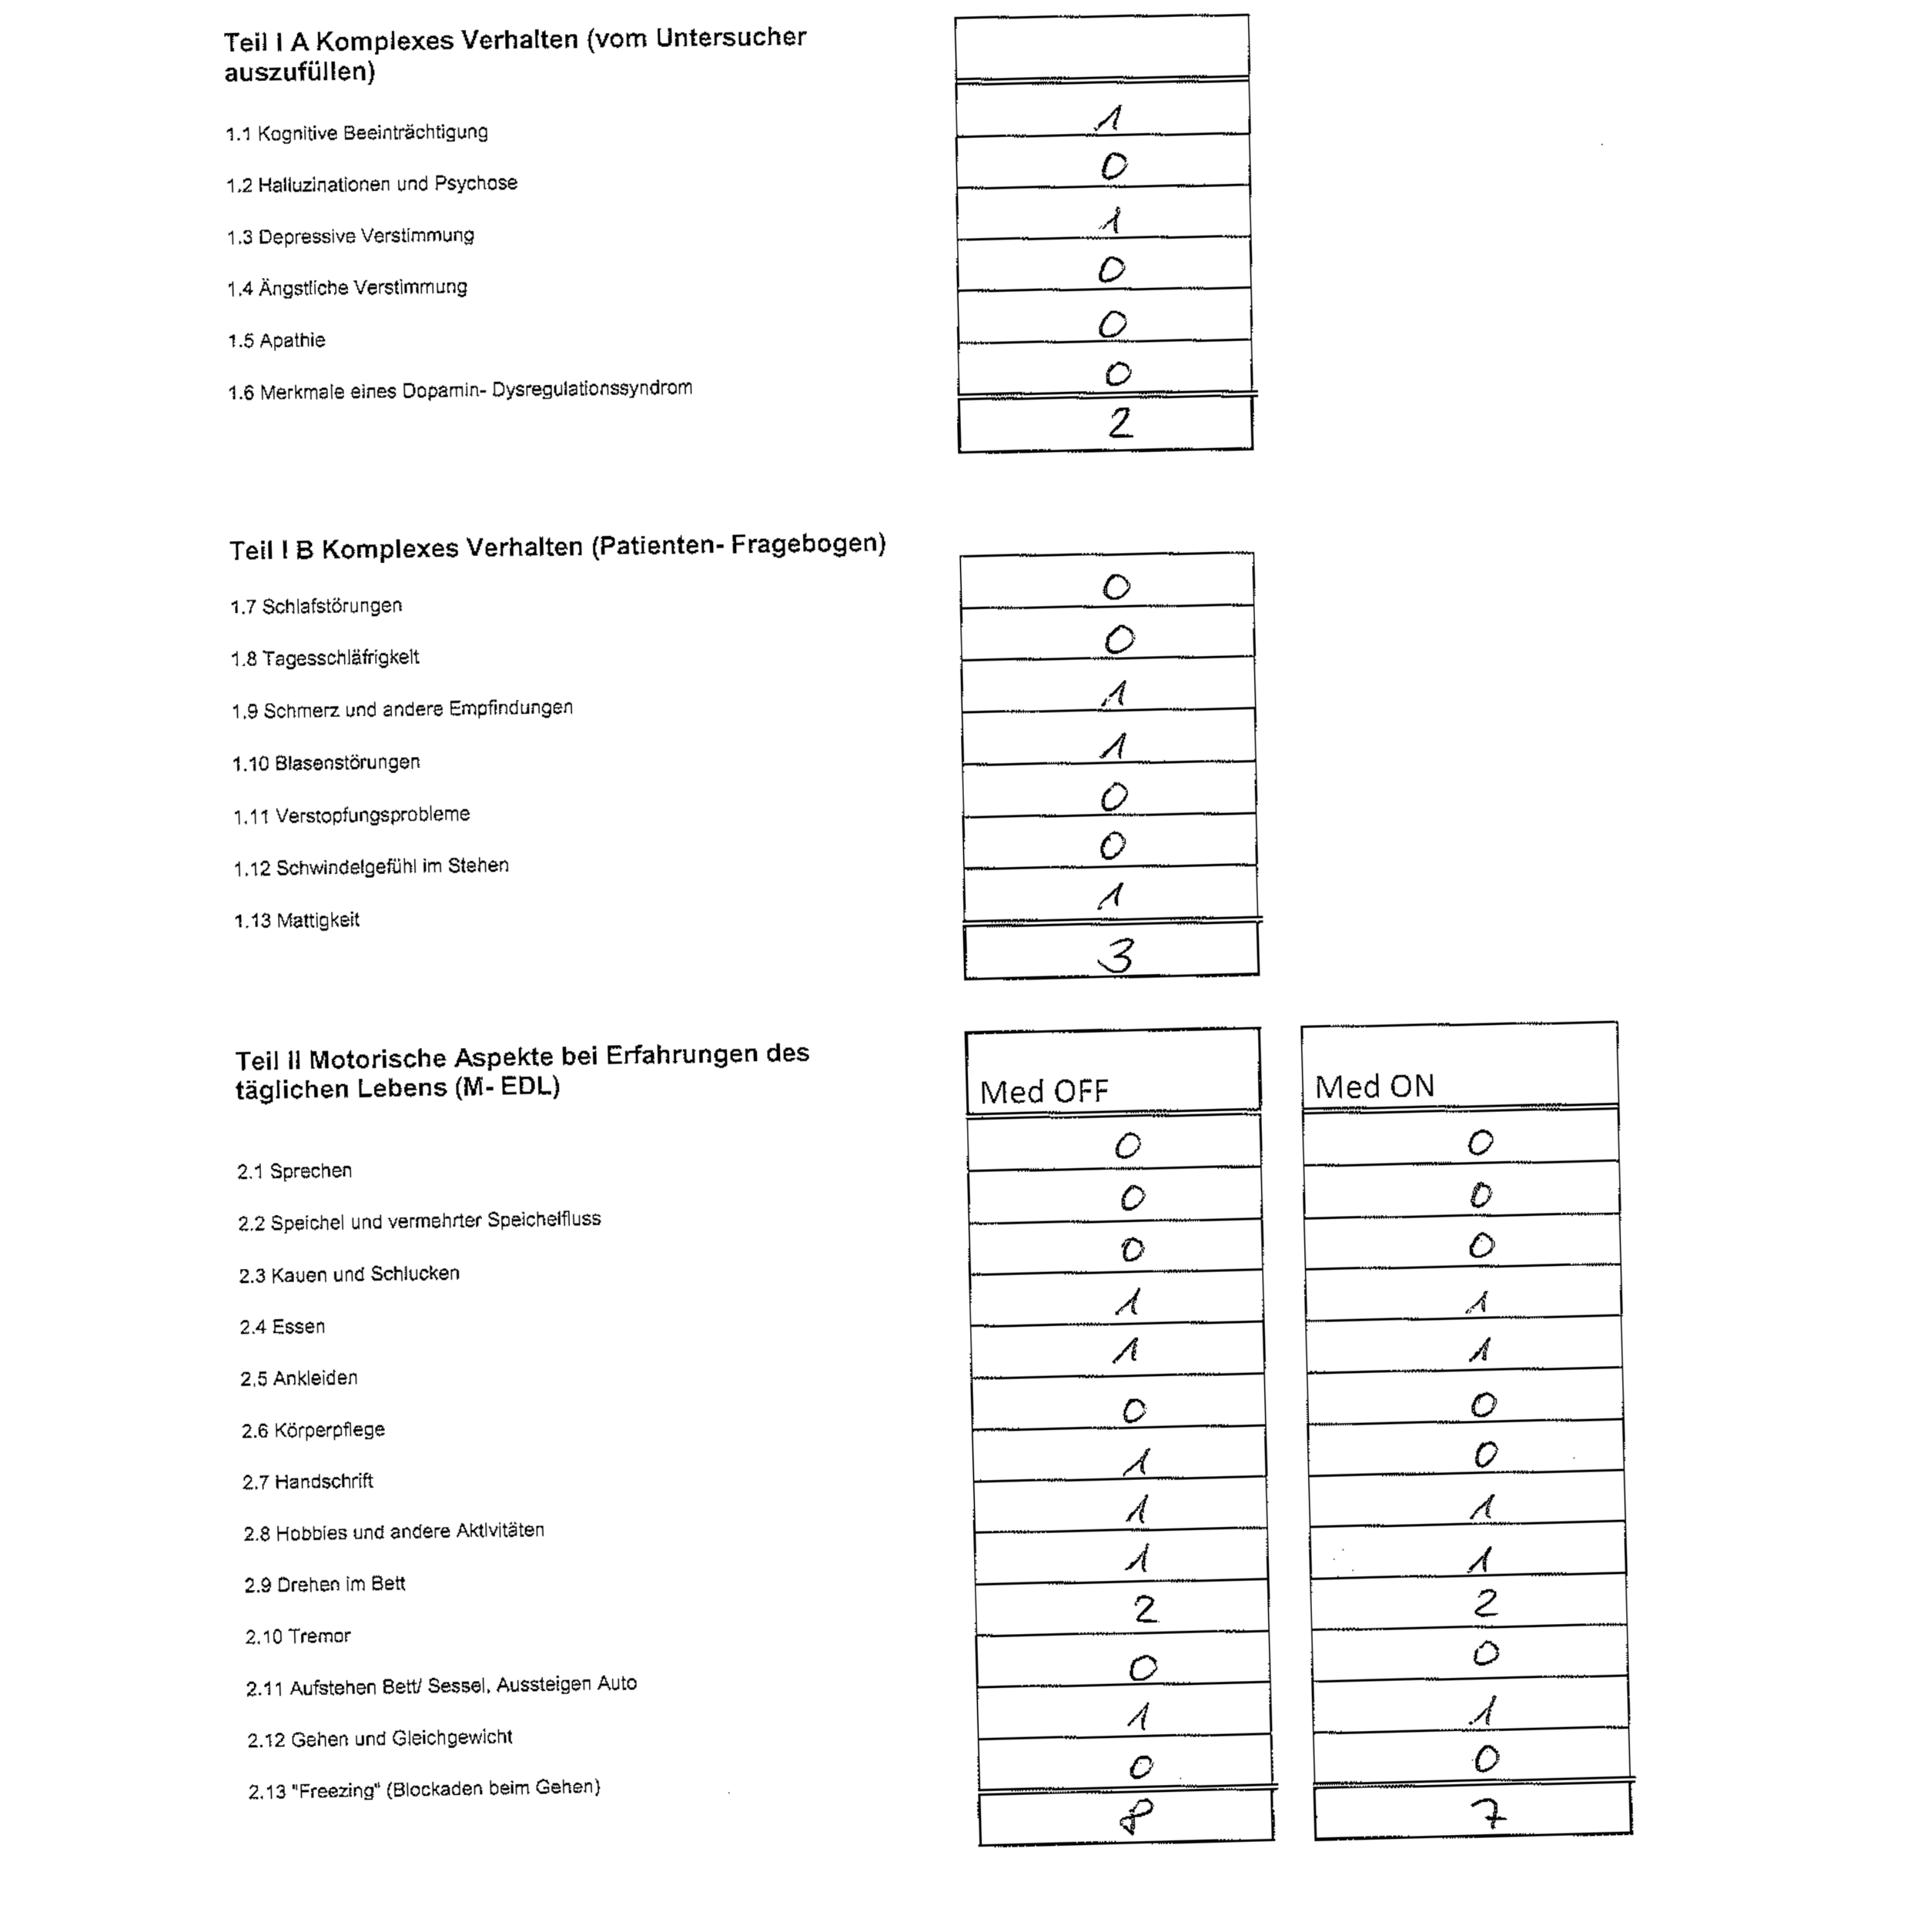 Teil I A Komplexes Verhalten (vom Untersucher
auszufüllen)
1.1 Kognitive Beeinträchtigung 1
1.2 Halluzinationen und Psychose 0
1.3 Depressive Verstimmung 1
1.4 Ängstliche Verstimmung 0
1.5 Apathie 0
1.6 Merkmale eines Dopamin- Dysregulationssyndrom 0
2
Teil I B Komplexes Verhalten (Patienten- Fragebogen)
1.7 Schlafstörungen 0
1.8 Tagesschläfrigkeit 0
1.9 Schmerz und andere Empfindungen 1
1.10 Blasenstörungen 1
1.11 Verstopfungsprobleme 0
1.12 Schwindelgefühl im Stehen 0
1.13 Mattigkeit 1
3
Teil II Motorische Aspekte bei Erfahrungen des
täglichen Lebens (M- EDL)
Med OFF Med ON
2.1 Sprechen 0 0
2.2 Speichel und vermehrter Speichelfluss 0 0
2.3 Kauen und Schlucken 0 0
2.4 Essen 1 1
2.5 Ankleiden 1 1
2.6 Körperpflege 0 0
2.7 Handschrift 1 0
2.8 Hobbies und andere Aktivitäten 1 1
2.9 Drehen im Bett 1 1
2.10 Tremor 2 2
2.11 Aufstehen Bett/ Sessel, Aussteigen Auto 0 0
2.12 Gehen und Gleichgewicht 1 1
2.13 "Freezing" (Blockaden beim Gehen) 0 0
8 7